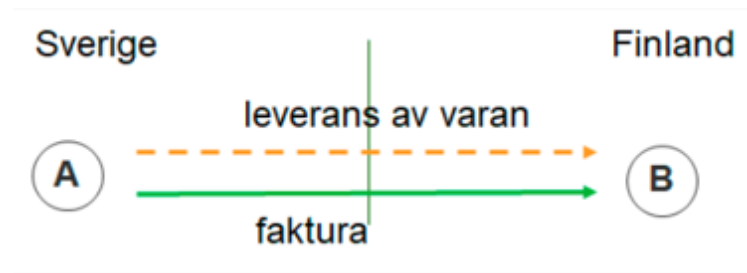 Sverige
Finland
leverans av varan
A
B
faktura